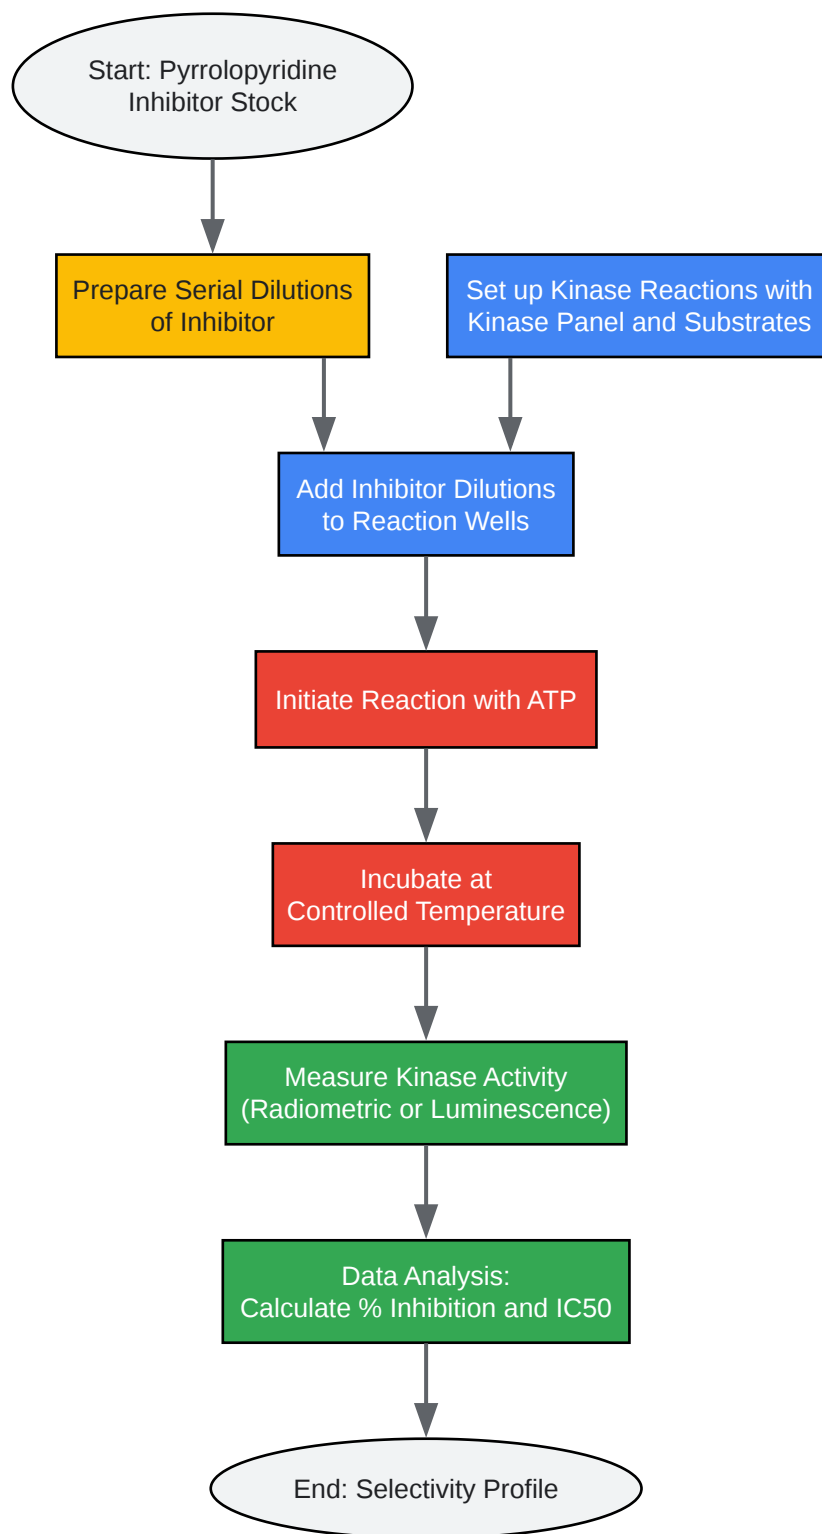 Start: Pyrrolopyridine
Inhibitor Stock
Prepare Serial Dilutions
of Inhibitor
Set up Kinase Reactions with
Kinase Panel and Substrates
Add Inhibitor Dilutions
to Reaction Wells
Initiate Reaction with ATP
Incubate at
Controlled Temperature
Measure Kinase Activity
(Radiometric or Luminescence)
Data Analysis:
Calculate % Inhibition and IC50
End: Selectivity Profile